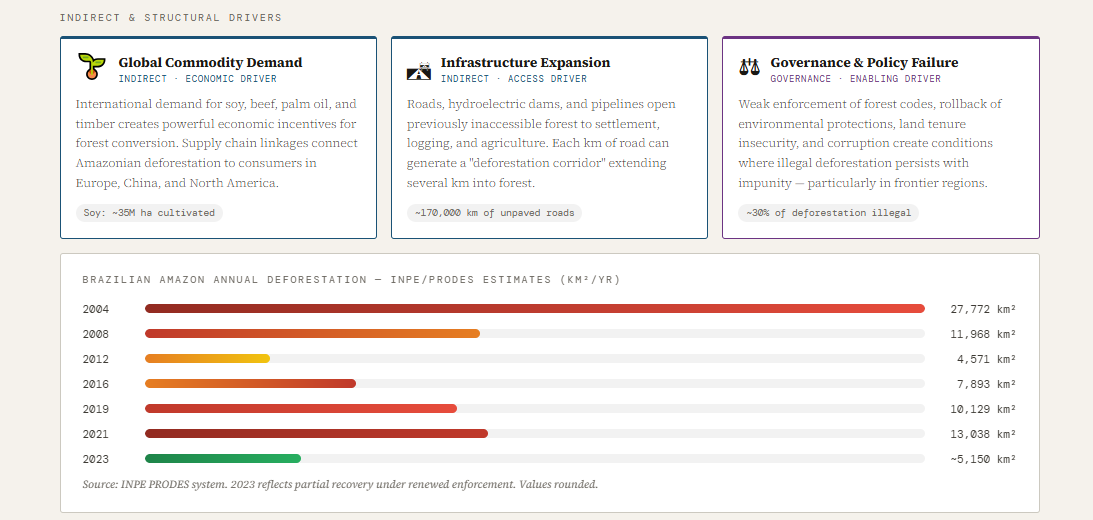 INDIRECT & STRUCTURAL DRIVERS
Global Commodity Demand
INDIRECT · ECONOMIC DRIVER
International demand for soy, beef, palm oil, and
timber creates powerful economic incentives for
forest conversion. Supply chain linkages connect
Amazonian deforestation to consumers in
Europe, China, and North America.
Soy: ~35M ha cultivated
Infrastructure Expansion
INDIRECT · ACCESS DRIVER
Roads, hydroelectric dams, and pipelines open
previously inaccessible forest to settlement,
logging, and agriculture. Each km of road can
generate a "deforestation corridor" extending
several km into forest.
~170,000 km of unpaved roads
Governance & Policy Failure
GOVERNANCE · ENABLING DRIVER
Weak enforcement of forest codes, rollback of
environmental protections, land tenure
insecurity, and corruption create conditions
where illegal deforestation persists with
impunity — particularly in frontier regions.
~30% of deforestation illegal
BRAZILIAN AMAZON ANNUAL DEFORESTATION — INPE/PRODES ESTIMATES (KM²/YR)
2004 27,772 km²
2008 11,968 km²
2012 4,571 km²
2016 7,893 km²
2019 10,129 km²
2021 13,038 km²
2023 ~5,150 km²
Source: INPE PRODES system. 2023 reflects partial recovery under renewed enforcement. Values rounded.